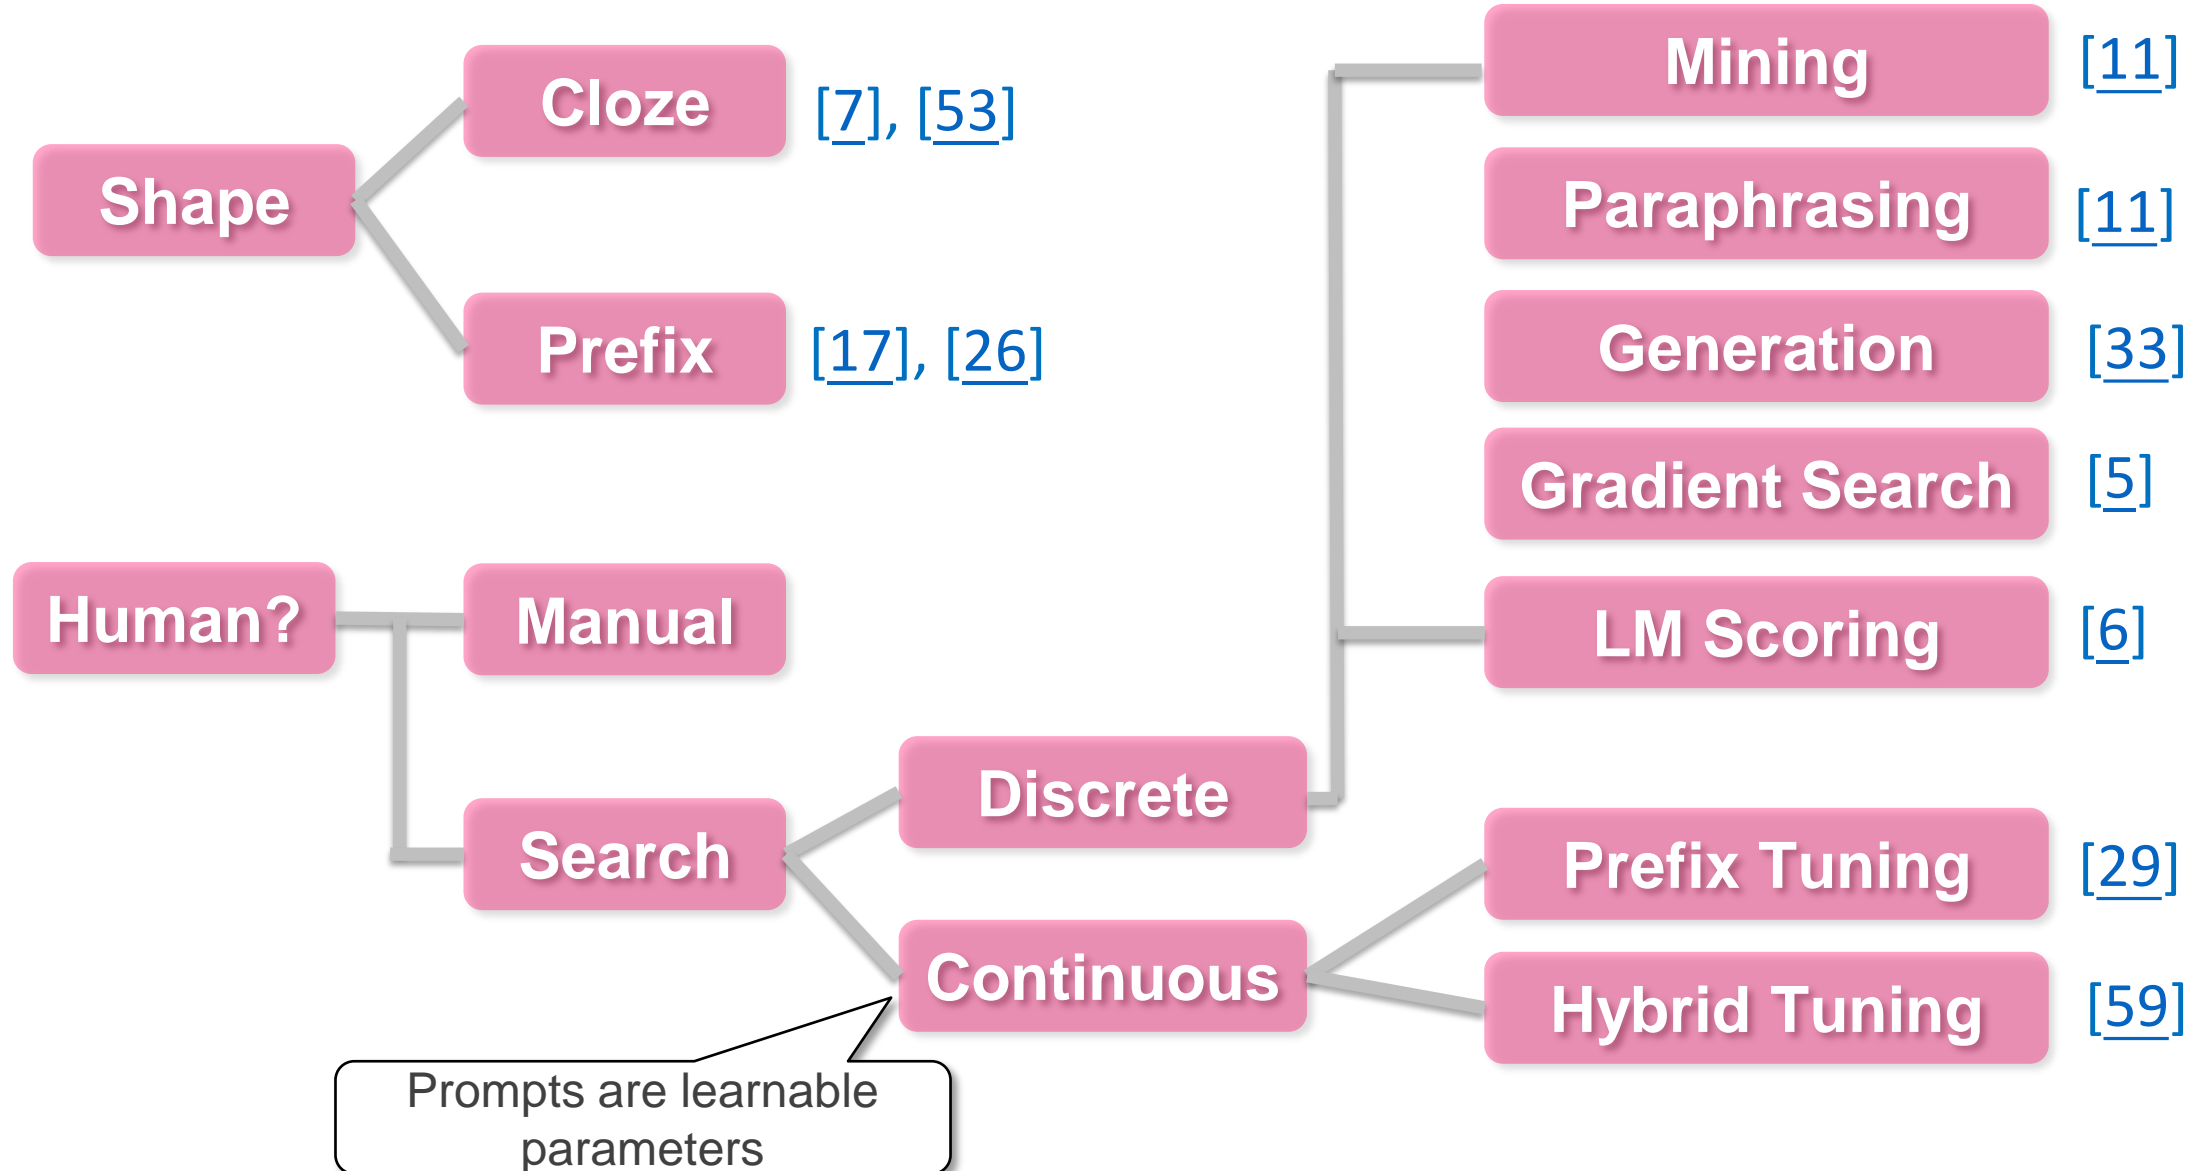 Shape
Cloze
[7], [53]
Prefix
[17], [26]
Human?
Manual
Search
Discrete
Continuous
Prompts are learnable
parameters
Mining
[11]
Paraphrasing
[11]
Generation
[33]
Gradient Search
[5]
LM Scoring
[6]
Prefix Tuning
[29]
Hybrid Tuning
[59]